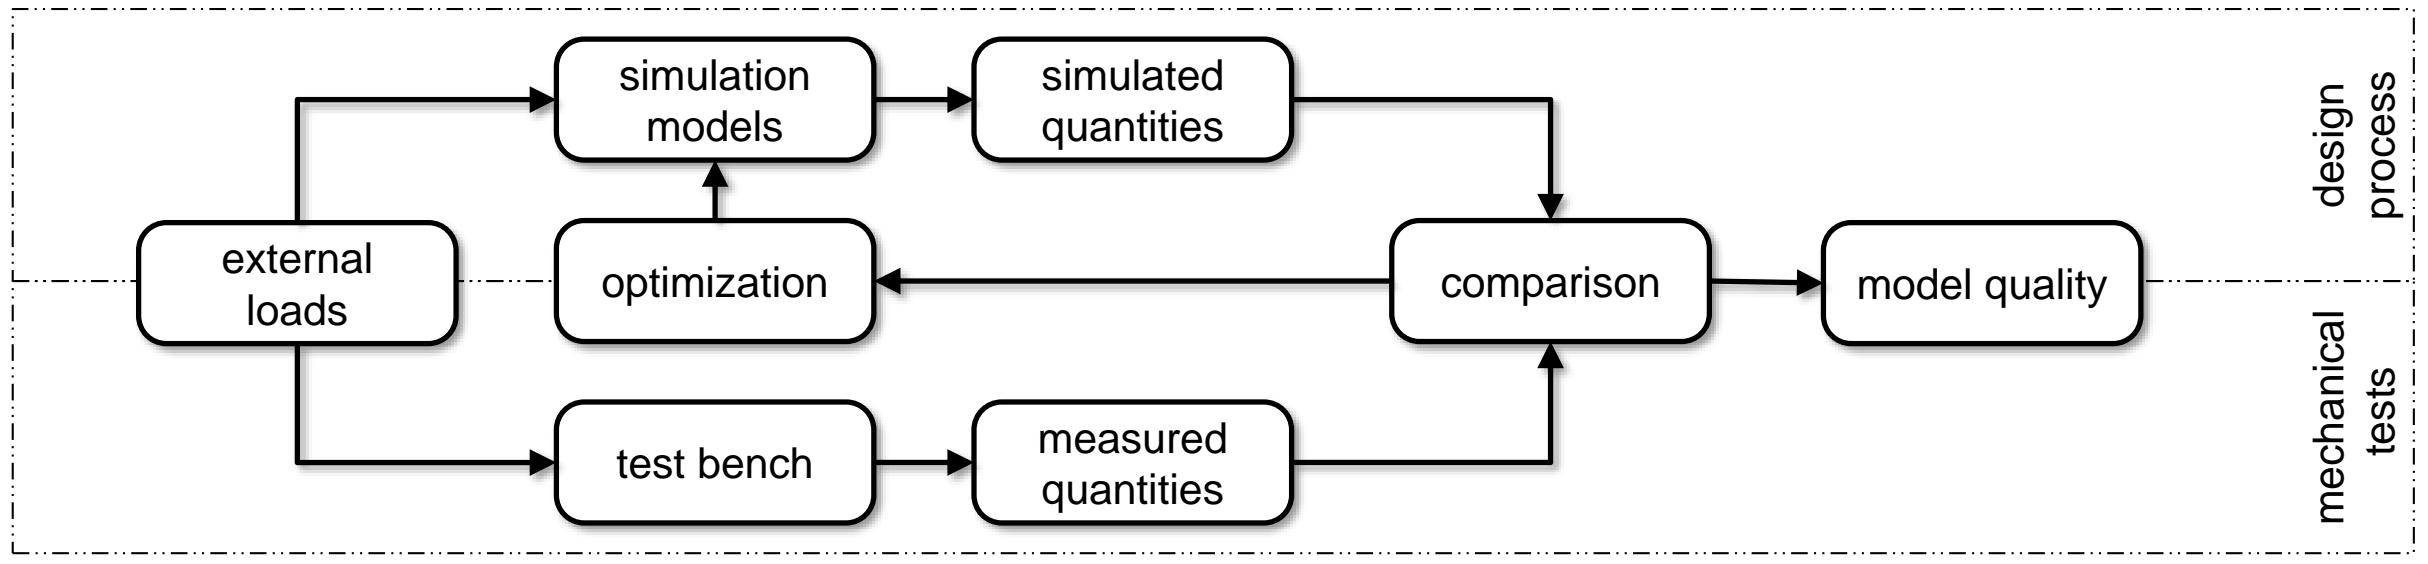 simulation
models
simulated
quantities
design
process
external
loads
optimization
comparison
model quality
test bench
measured
quantities
mechanical
tests